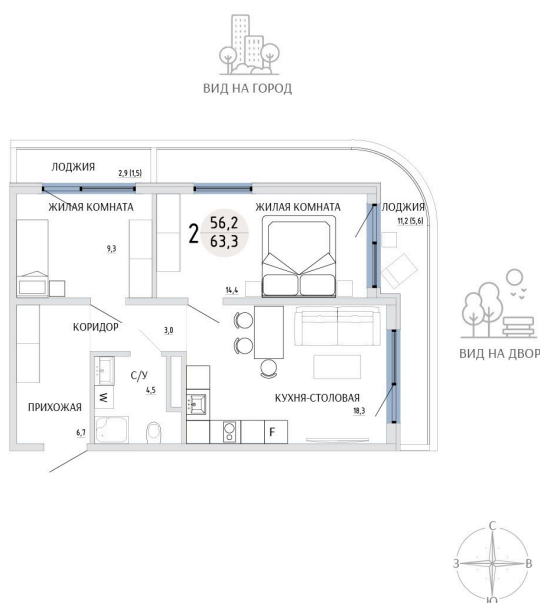 ВИД НА ГОРОД
ЛОДЖИЯ
2,9 (1,5)
ЖИЛАЯ КОМНАТА
9,3
2
56,2
63,3
ЖИЛАЯ КОМНАТА
14,4
ЛОДЖИЯ
11,2 (5,6)
ВИД НА ДВОР
КОРИДОР
3,0
С/У
4,5
W
ПРИХОЖАЯ
6,7
КУХНЯ-СТОЛОВАЯ
18,3
F
С
З
В
Ю